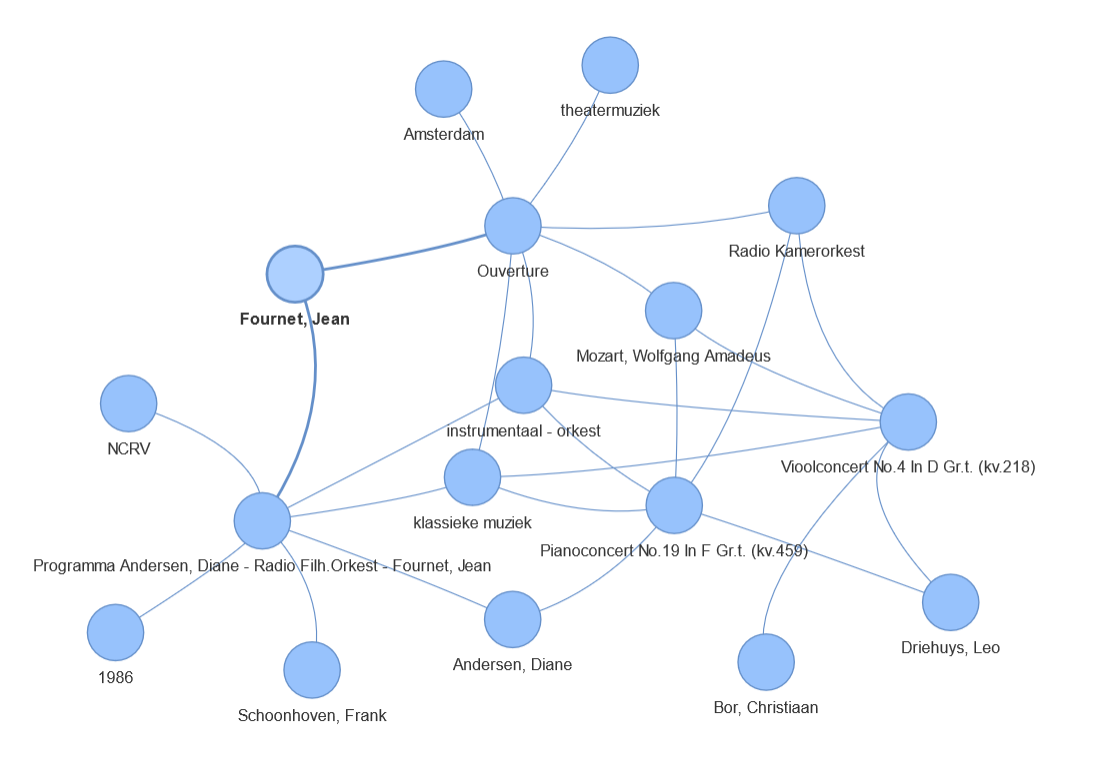 theatermuziek
Amsterdam
Radio Kamerorkest
Ouverture
Fournet, Jean
Mozart, Wolfgang Amadeus
instrumentaal - orkest
NCRV
Vioolconcert No.4 In D Gr.t. (kv.218)
klassieke muziek
Pianoconcert No.19 In F Gr.t. (kv.459)
Programma Andersen, Diane - Radio Filh.Orkest - Fournet, Jean
Driehuys, Leo
Andersen, Diane
1986
Bor, Christiaan
Schoonhoven, Frank